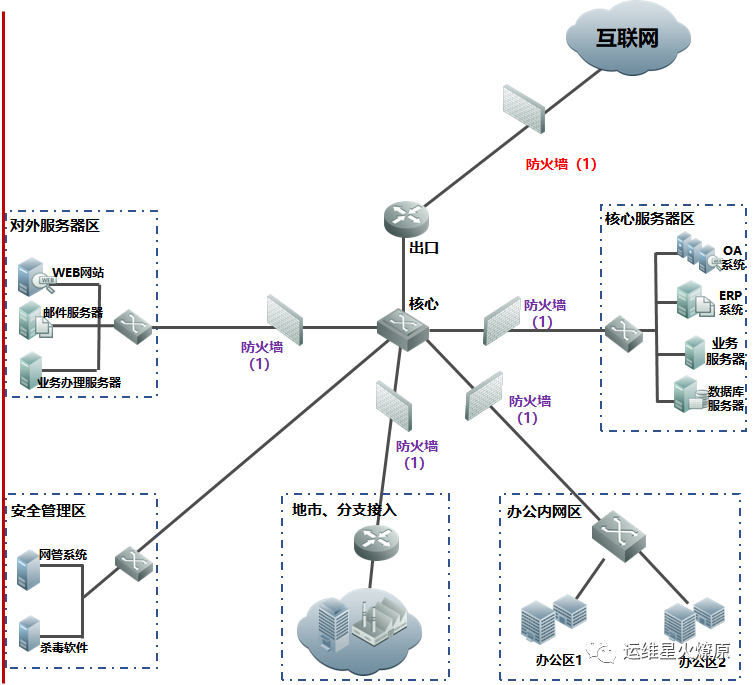 互联网
防火墙（1）
出口
对外服务器区
WEB网站
WEB
邮件服务器
业务办理服务器
核心
防火墙
（1）
防火墙
（1）
核心服务器区
OA
系统
ERP
系统
业务
服务器
数据库
服务器
防火墙
（1）
防火墙
（1）
安全管理区
网管系统
杀毒软件
地市、分支接入
办公内网区
办公区1
办公区2
运维星火燎原